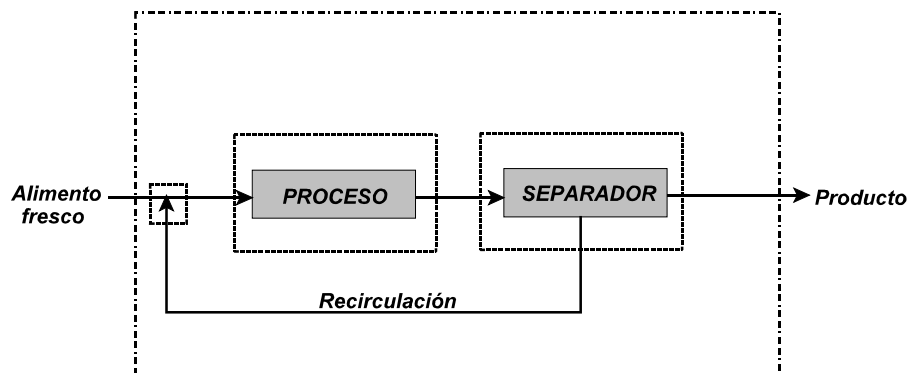 Alimento
fresco
PROCESO
SEPARADOR
Producto
Recirculación